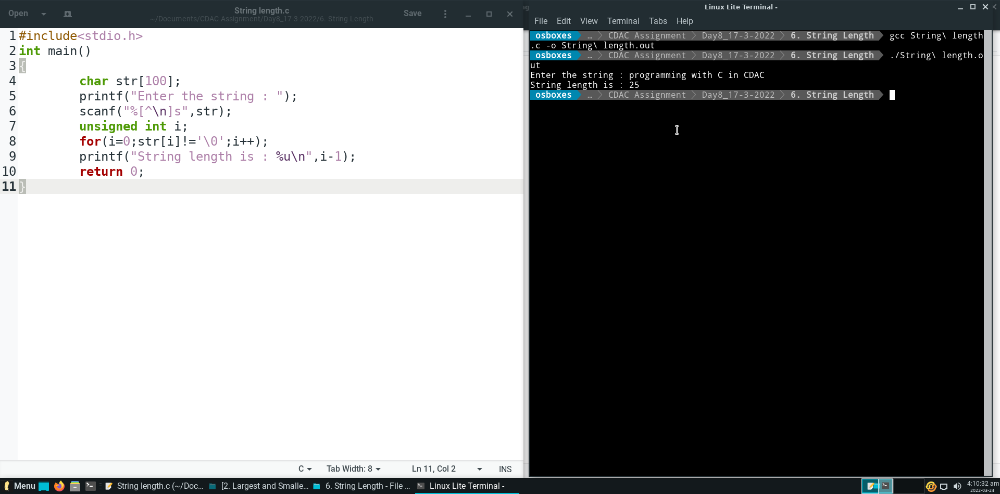 Open
String length.c
~/Documents/CDAC Assignment/Day8_17-3-2022/6. String Length
Save
1 #include<stdio.h>
2 int main()
3 {
4 char str[100];
5 printf("Enter the string : ");
6 scanf("%[^\n]s",str);
7 unsigned int i;
8 for(i=0;str[i]!='\0';i++);
9 printf("String length is : %u\n",i-1);
10 return 0;
11 }
C Tab Width: 8 Ln 11, Col 2 INS
Linux Lite Terminal -
File Edit View Terminal Tabs Help
osboxes … CDAC Assignment Day8_17-3-2022 6. String Length gcc String\ length
.c -o String\ length.out
osboxes … CDAC Assignment Day8_17-3-2022 6. String Length ./String\ length.o
ut
Enter the string : programming with C in CDAC
String length is : 25
osboxes … CDAC Assignment Day8_17-3-2022 6. String Length
Menu String length.c (~/Doc... [2. Largest and Smalle... 6. String Length - File ... Linux Lite Terminal -
4:10:32 am
2022-03-24